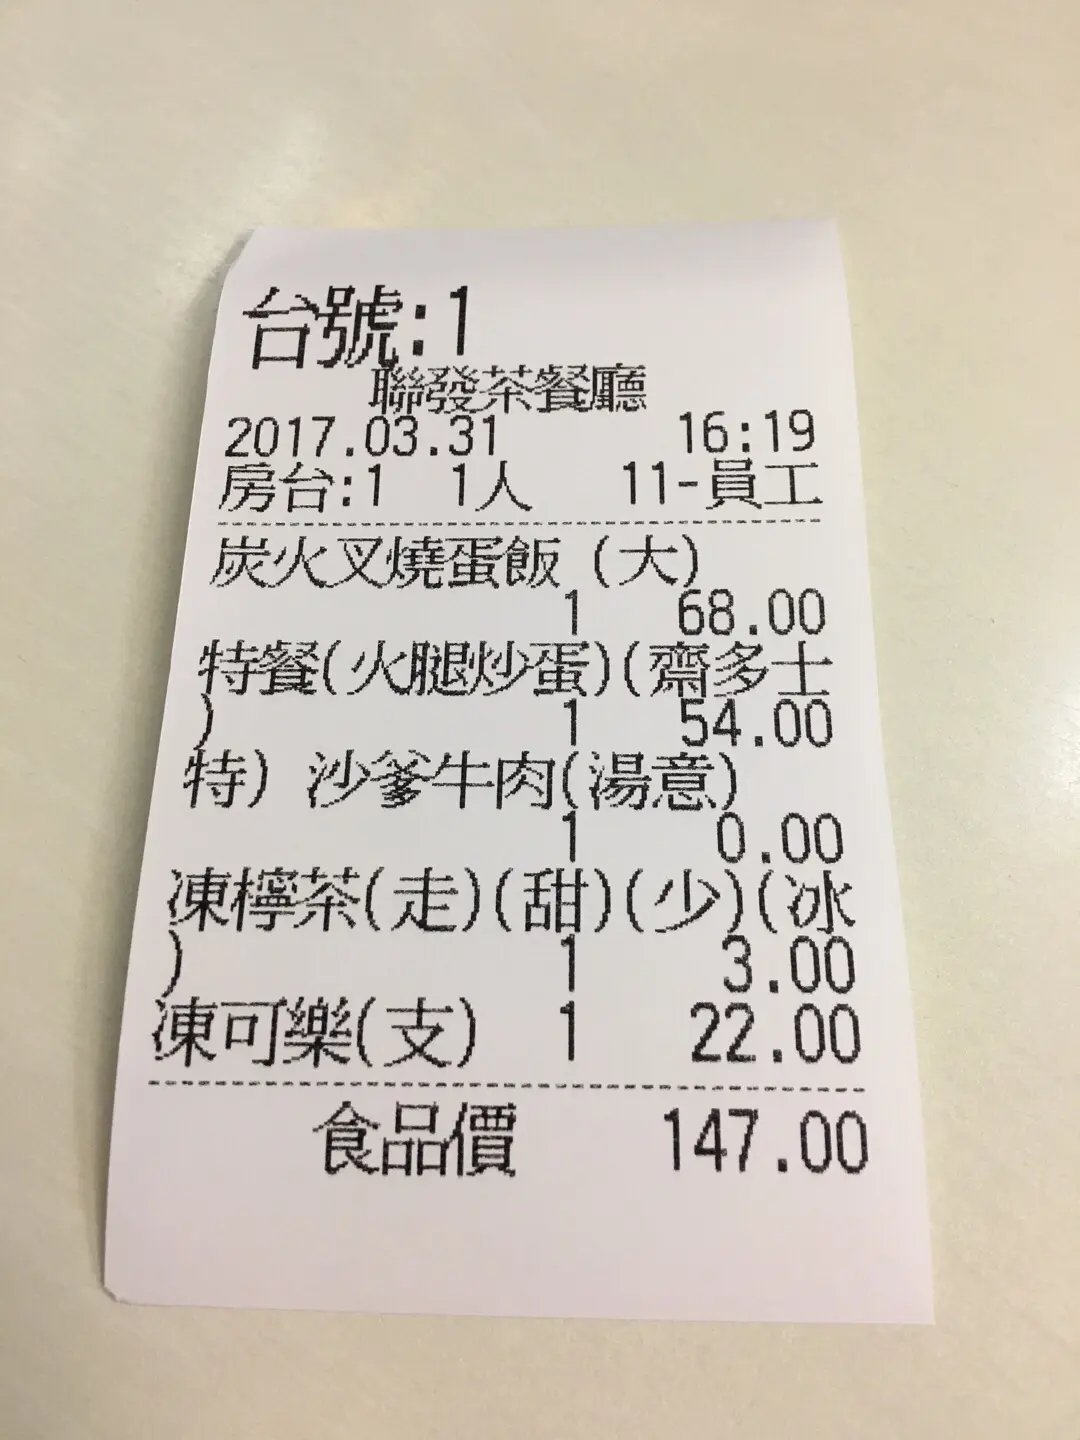 台號:1
聯發茶餐廳
2017.03.31 16:19
房台:1 1人 11-員工
炭火叉燒蛋飯 (大)
1 68.00
特餐(火腿炒蛋)(齋多士
) 1 54.00
特) 沙爹牛肉(湯意)
1 0.00
凍檸茶(走)(甜)(少)(冰
) 1 3.00
凍可樂(支) 1 22.00
食品價 147.00